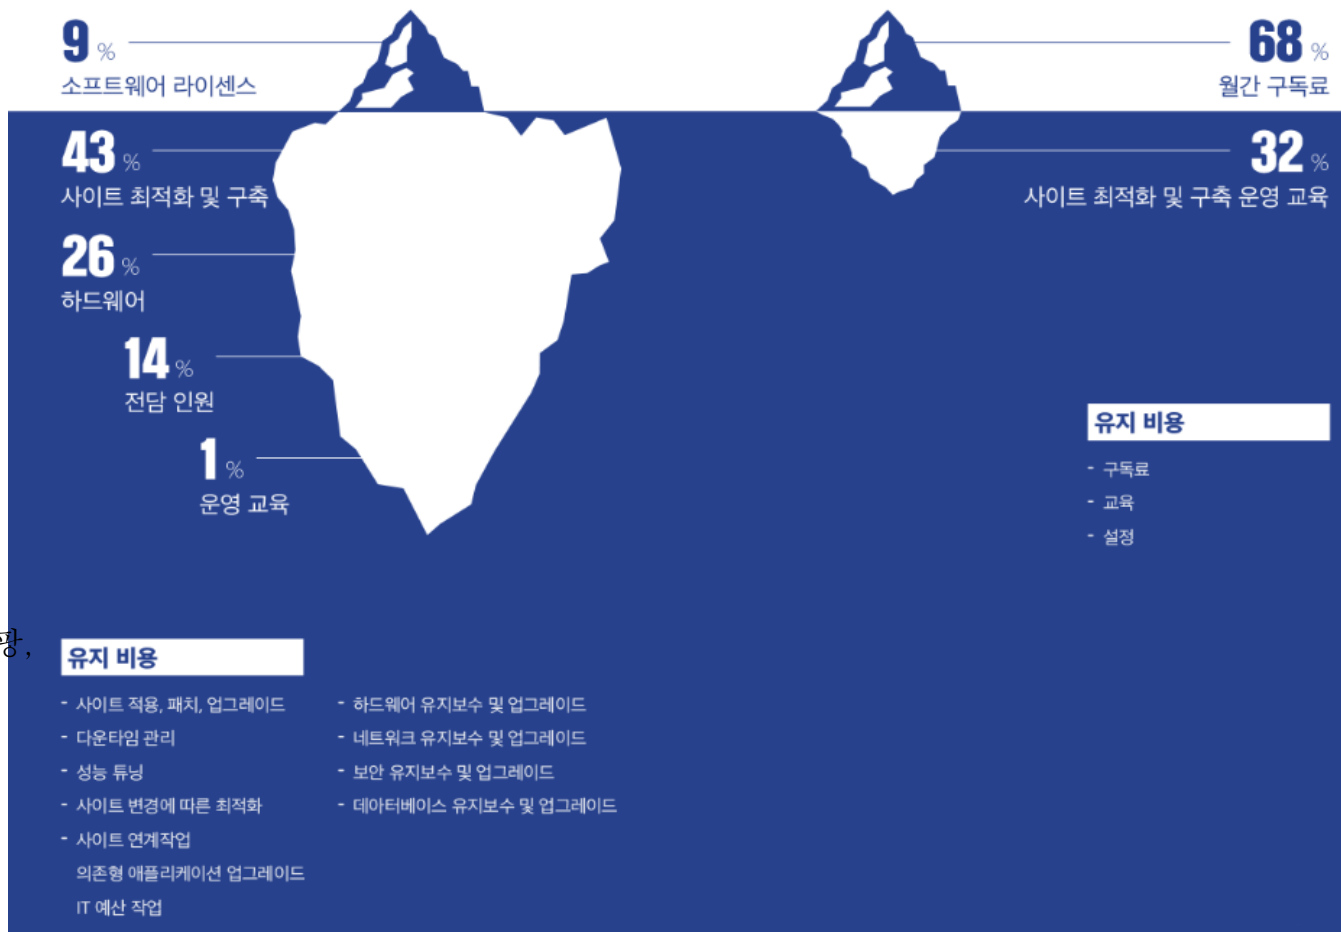 9 %
소프트웨어 라이센스
43 %
사이트 최적화 및 구축
26 %
하드웨어
14 %
전담 인원
1 %
운영 교육
68 %
월간 구독료
32 %
사이트 최적화 및 구축 운영 교육
유지 비용
- 구독료
- 교육
- 설정
팡,
유지 비용
- 사이트 적용, 패치, 업그레이드
- 다운타임 관리
- 성능 튜닝
- 사이트 변경에 따른 최적화
- 사이트 연계작업
의존형 애플리케이션 업그레이드
IT 예산 작업
- 하드웨어 유지보수 및 업그레이드
- 네트워크 유지보수 및 업그레이드
- 보안 유지보수 및 업그레이드
- 데아터베이스 유지보수 및 업그레이드